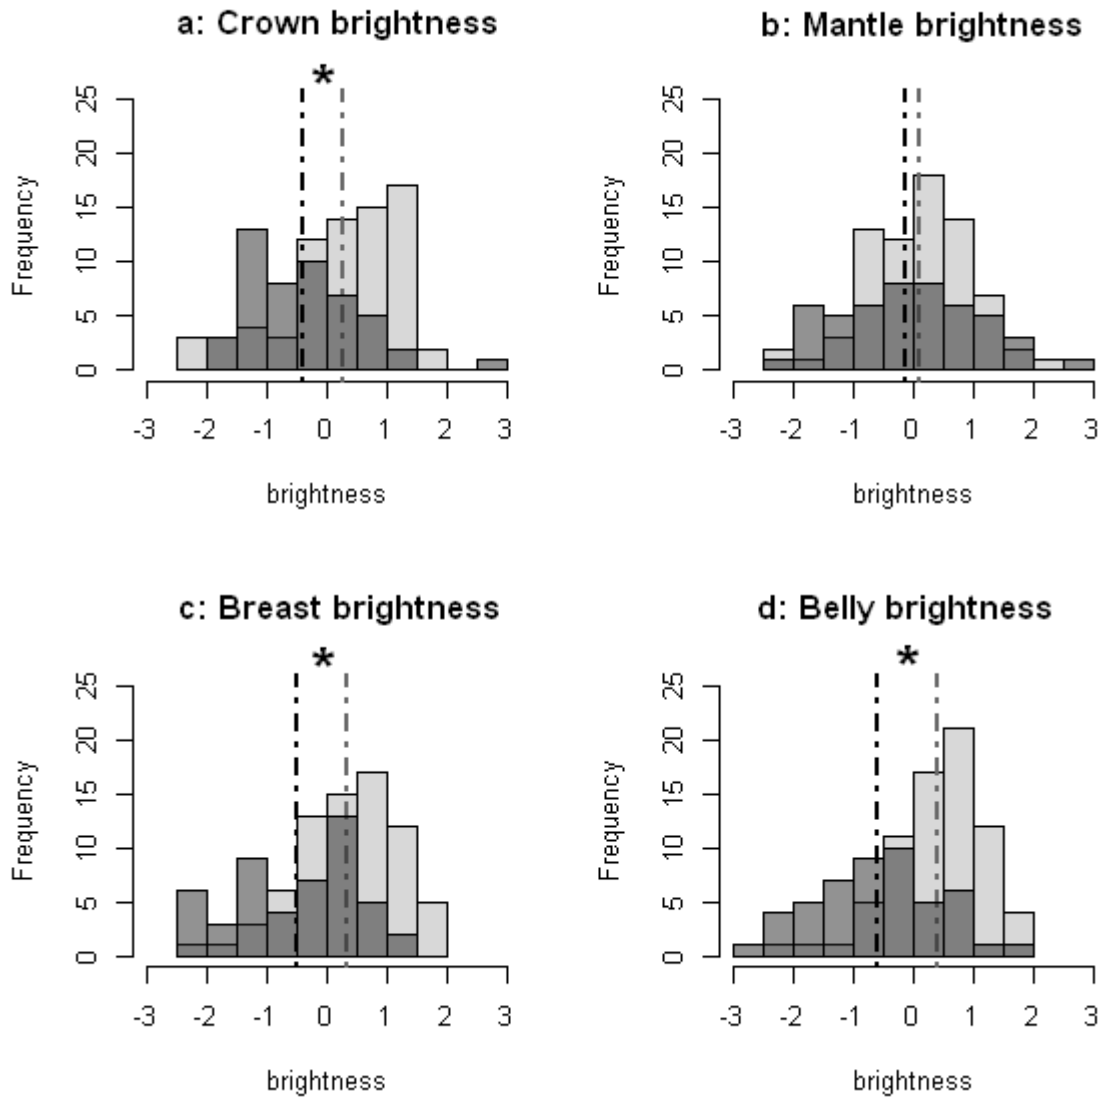 a: Crown brightness
*
Frequency
0 5 10 15 20 25
-3 -2 -1 0 1 2 3
brightness
b: Mantle brightness
Frequency
0 5 10 15 20 25
-3 -2 -1 0 1 2 3
brightness
c: Breast brightness
*
Frequency
0 5 10 15 20 25
-3 -2 -1 0 1 2 3
brightness
d: Belly brightness
*
Frequency
0 5 10 15 20 25
-3 -2 -1 0 1 2 3
brightness